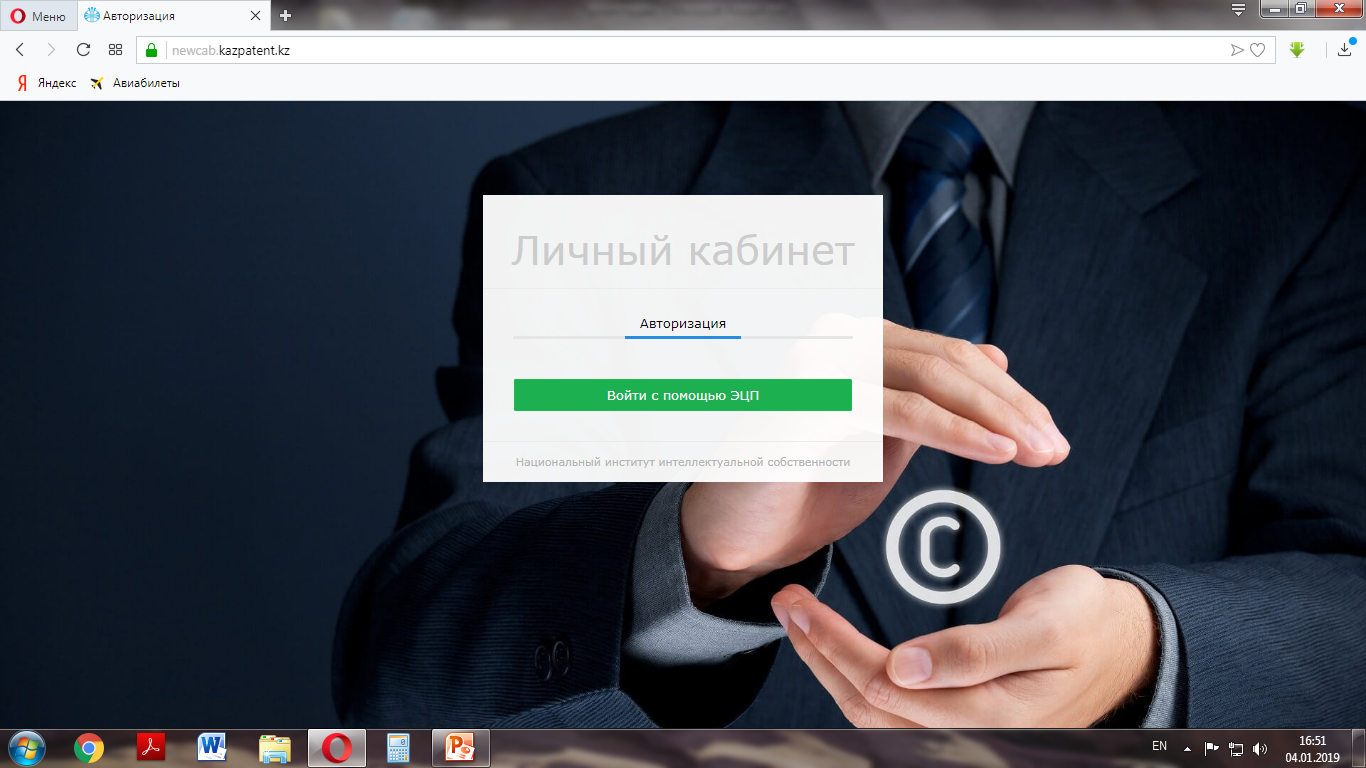 Меню
Авторизация
newcab.kazpatent.kz
Яндекс
Авиабилеты
Личный кабинет
Авторизация
Войти с помощью ЭЦП
Национальный институт интеллектуальной собственности
©
EN
16:51
04.01.2019